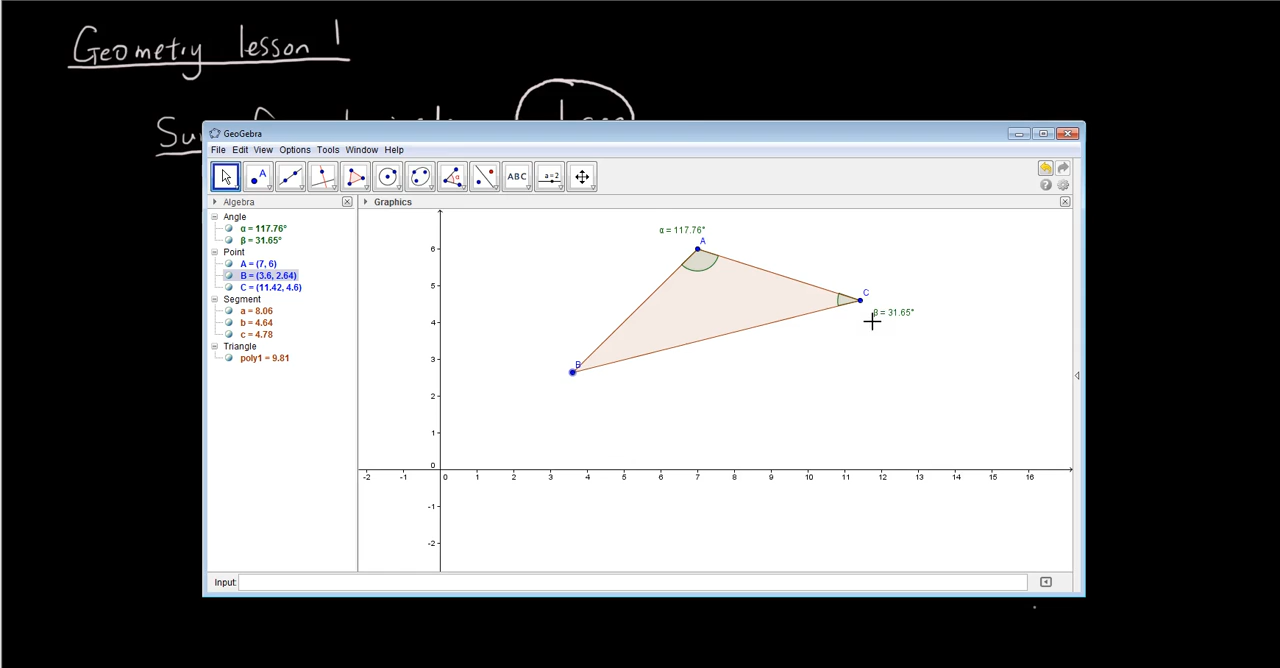 Geometry lesson 1
GeoGebra
File Edit View Options Tools Window Help
A α ABC a=2
Algebra
Graphics
Angle
α = 117.76°
β = 31.65°
Point
A = (7, 6)
B = (3.6, 2.64)
C = (11.42, 4.6)
Segment
a = 8.06
b = 4.64
c = 4.78
Triangle
poly1 = 9.81
α = 117.76°
A
C
β = 31.65°
B
6
5
4
3
2
1
0
-2 -1 0 1 2 3 4 5 6 7 8 9 10 11 12 13 14 15 16
-1
-2
Input: